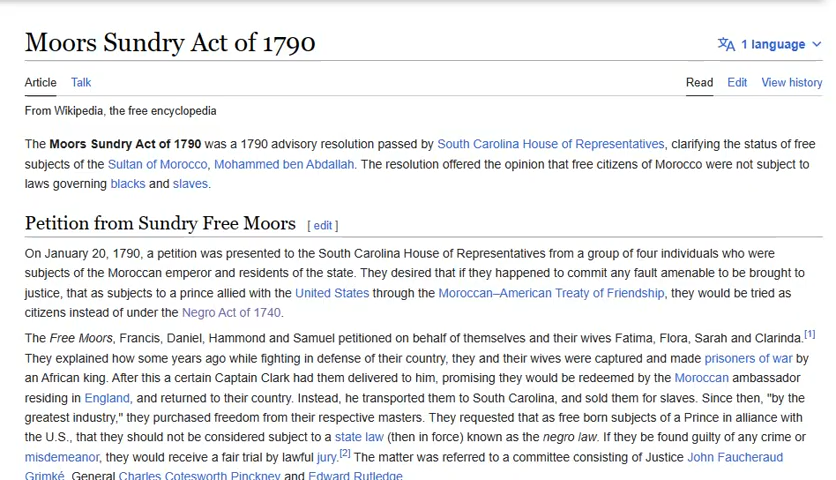 Moors Sundry Act of 1790
1 language
Article Talk Read Edit View history
From Wikipedia, the free encyclopedia
The Moors Sundry Act of 1790 was a 1790 advisory resolution passed by South Carolina House of Representatives, clarifying the status of free
subjects of the Sultan of Morocco, Mohammed ben Abdallah. The resolution offered the opinion that free citizens of Morocco were not subject to
laws governing blacks and slaves.
Petition from Sundry Free Moors [ edit ]
On January 20, 1790, a petition was presented to the South Carolina House of Representatives from a group of four individuals who were
subjects of the Moroccan emperor and residents of the state. They desired that if they happened to commit any fault amenable to be brought to
justice, that as subjects to a prince allied with the United States through the Moroccan–American Treaty of Friendship, they would be tried as
citizens instead of under the Negro Act of 1740.
The Free Moors, Francis, Daniel, Hammond and Samuel petitioned on behalf of themselves and their wives Fatima, Flora, Sarah and Clarinda.[1]
They explained how some years ago while fighting in defense of their country, they and their wives were captured and made prisoners of war by
an African king. After this a certain Captain Clark had them delivered to him, promising they would be redeemed by the Moroccan ambassador
residing in England, and returned to their country. Instead, he transported them to South Carolina, and sold them for slaves. Since then, "by the
greatest industry," they purchased freedom from their respective masters. They requested that as free born subjects of a Prince in alliance with
the U.S., that they should not be considered subject to a state law (then in force) known as the negro law. If they be found guilty of any crime or
misdemeanor, they would receive a fair trial by lawful jury.[2] The matter was referred to a committee consisting of Justice John Faucheraud
Grimké, General Charles Cotesworth Pinckney and Edward Rutledge.